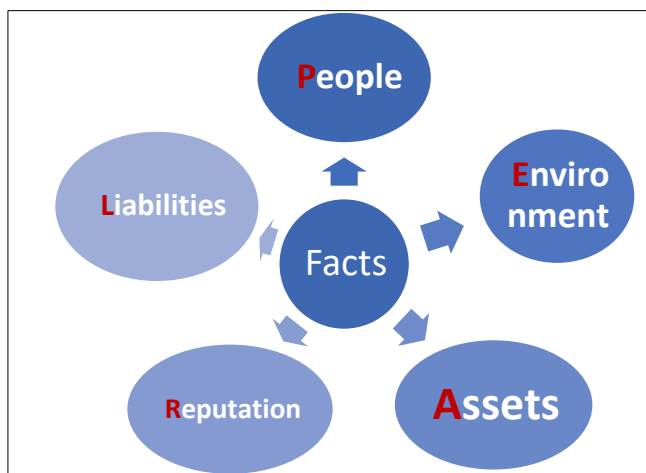 People
Enviro
nment
Assets
Reputation
Liabilities
Facts